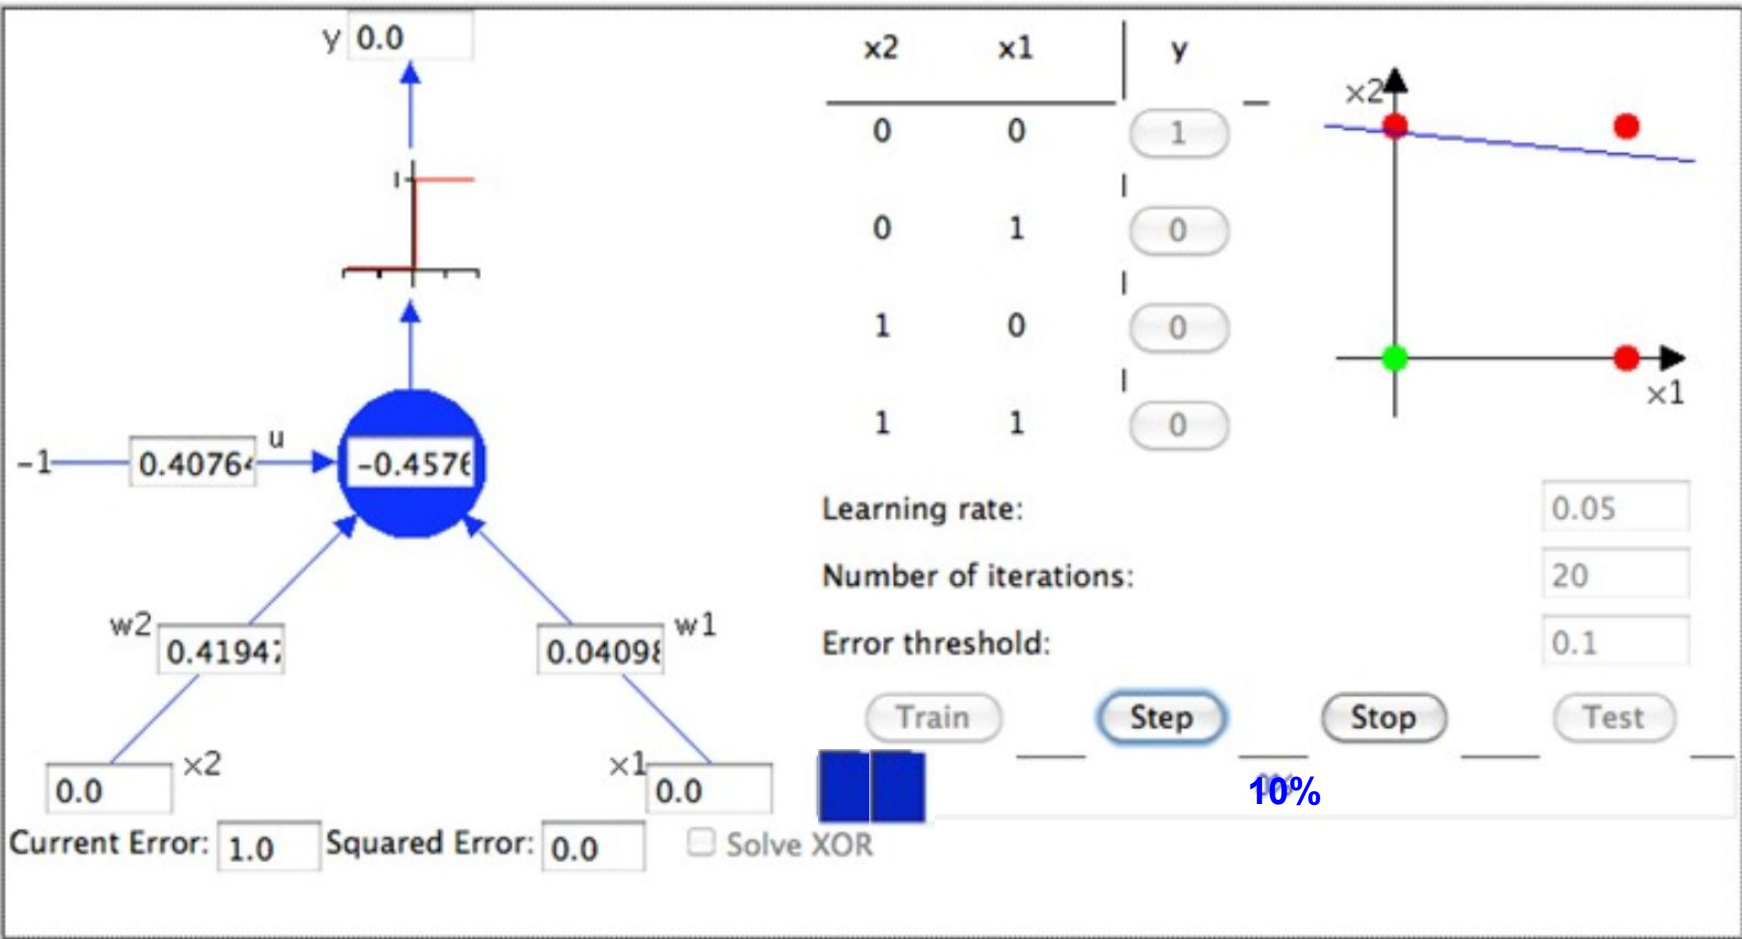 y 0.0
x2 x1 y
0 0 1
0 1 0
1 0 0
1 1 0
x2
x1
-1 0.40764 u -0.4576
w2 0.41947
0.04098 w1
0.0 x2
x1 0.0
Current Error: 1.0 Squared Error: 0.0 Solve XOR
Learning rate: 0.05
Number of iterations: 20
Error threshold: 0.1
Train Step Stop Test
10%